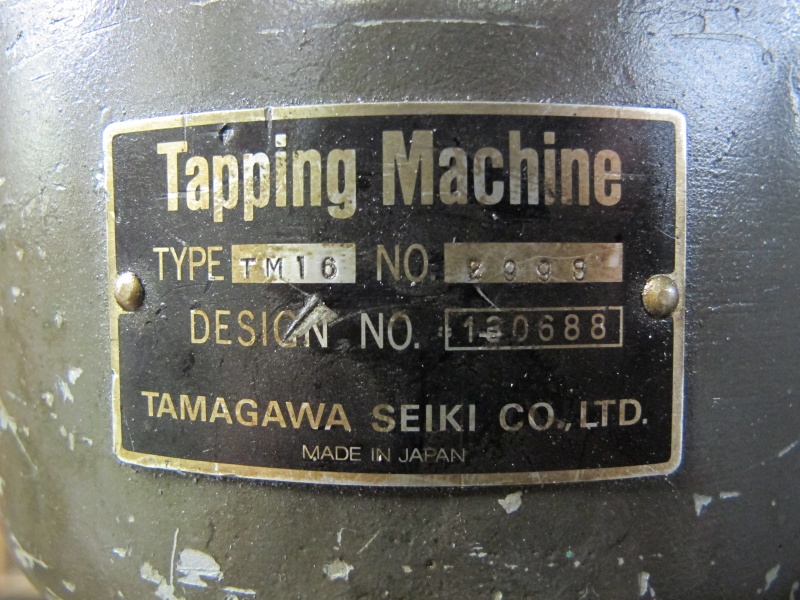 Tapping Machine
TYPE TM16 NO.
DESIGN NO. 130688
TAMAGAWA SEIKI CO., LTD.
MADE IN JAPAN